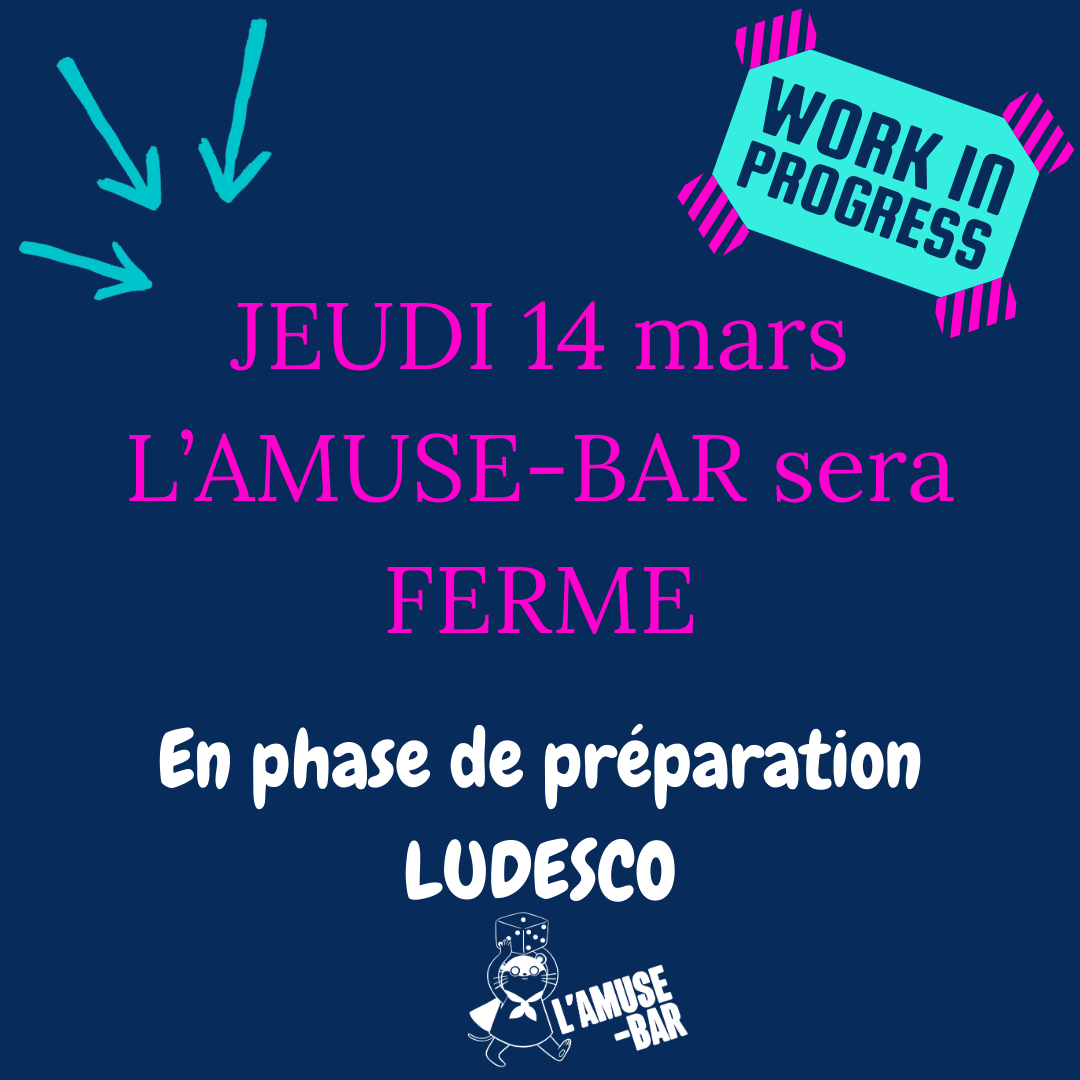 WORK IN
PROGRESS
JEUDI 14 mars
L’AMUSE-BAR sera
FERME
En phase de préparation
LUDESCO
L'AMUSE
-BAR